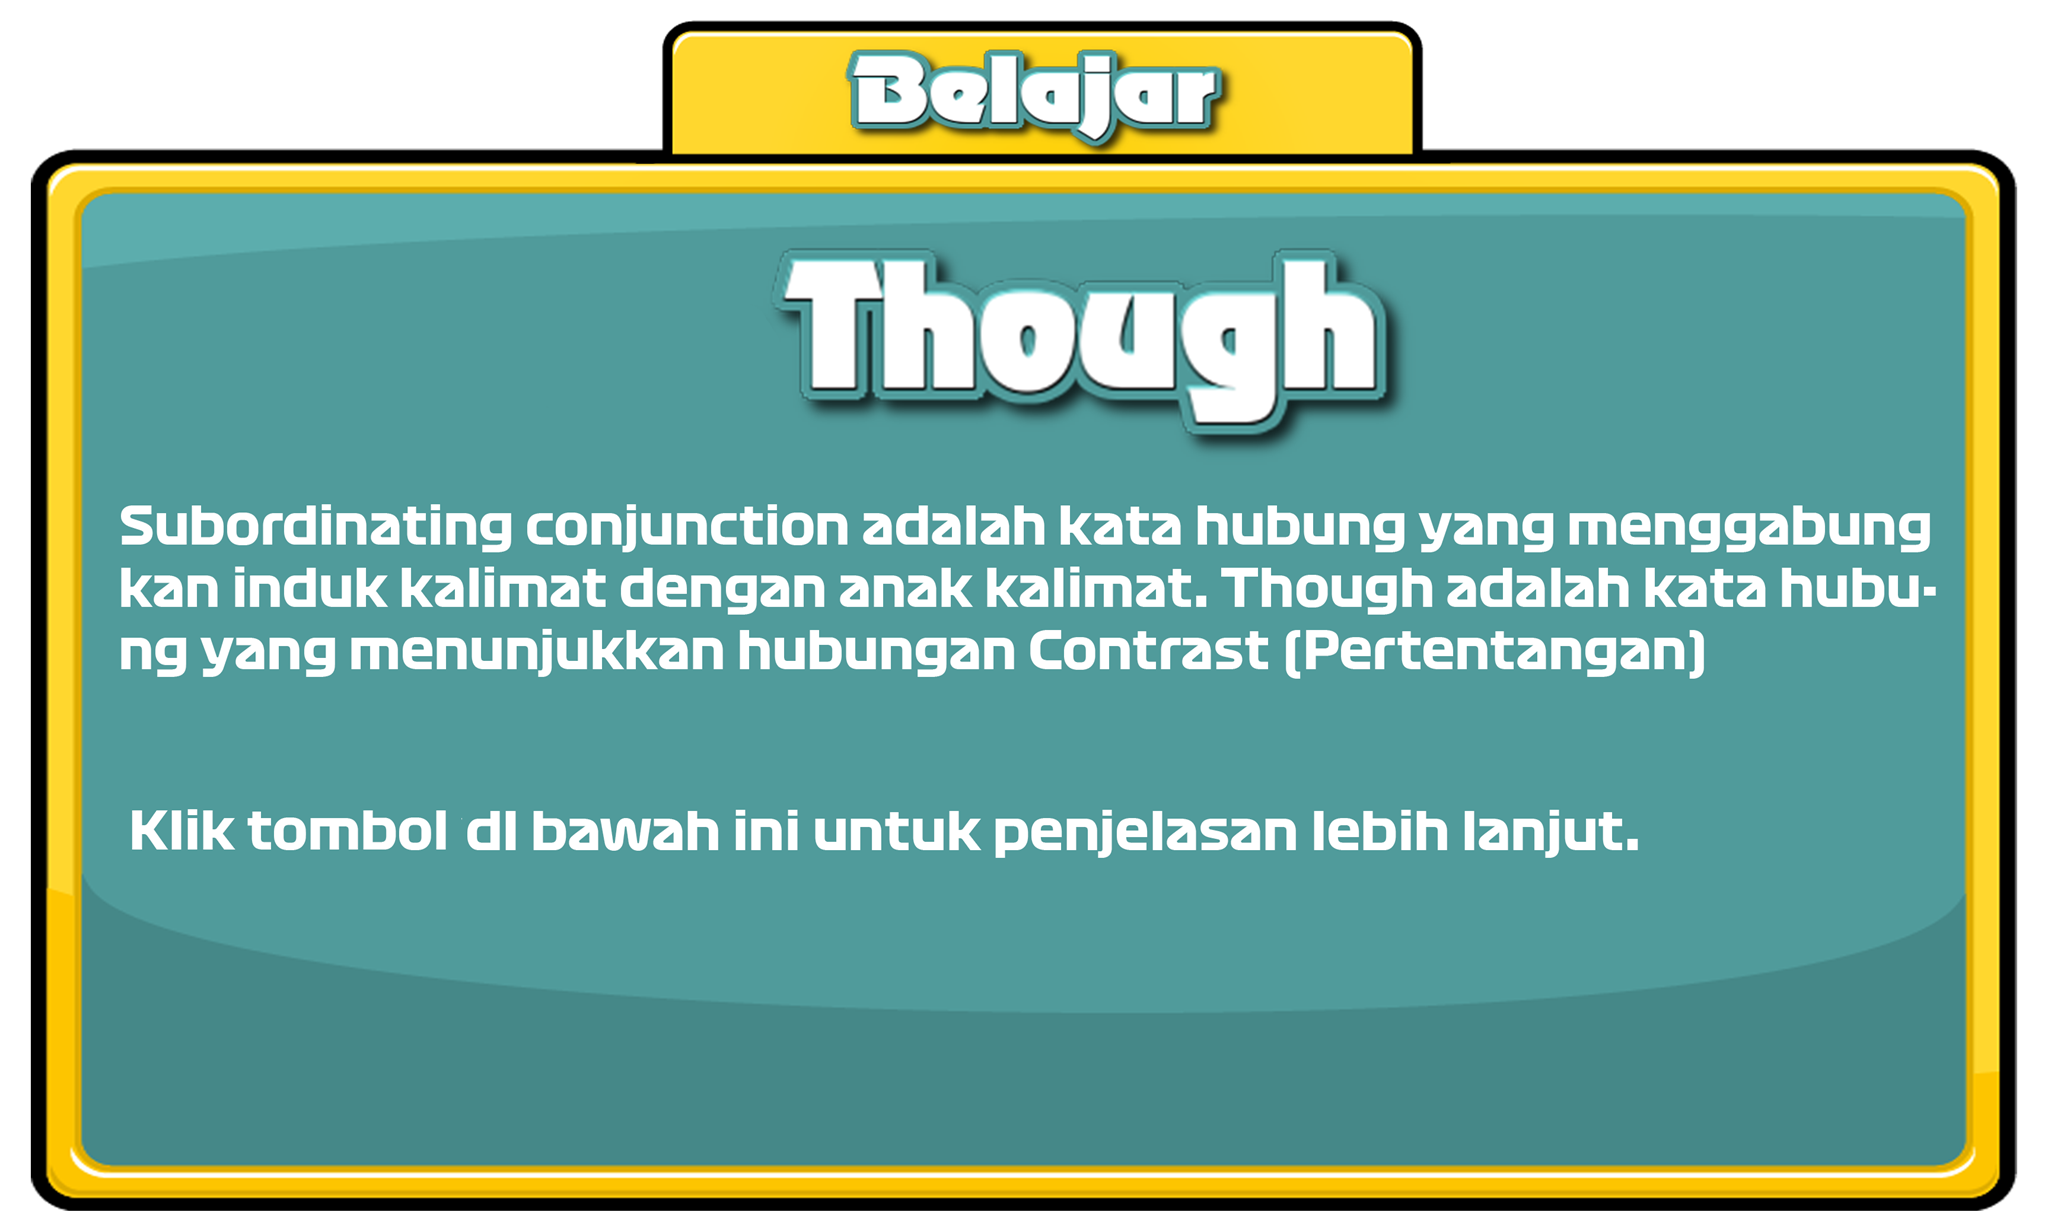 Belajar
Though
Subordinating conjunction adalah kata hubung yang menggabung
kan induk kalimat dengan anak kalimat. Though adalah kata hubu-
ng yang menunjukkan hubungan Contrast (Pertentangan)
Klik tombol dI bawah ini untuk penjelasan lebih lanjut.